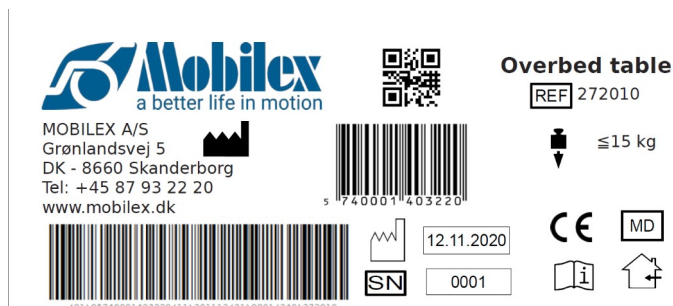 Mobilex
a better life in motion
MOBILEX A/S
Grønlandsvej 5
DK - 8660 Skanderborg
Tel: +45 87 93 22 20
www.mobilex.dk
5 740001 403220
Overbed table
REF 272010
≦15 kg
12.11.2020
SN 0001
CE
MD
i